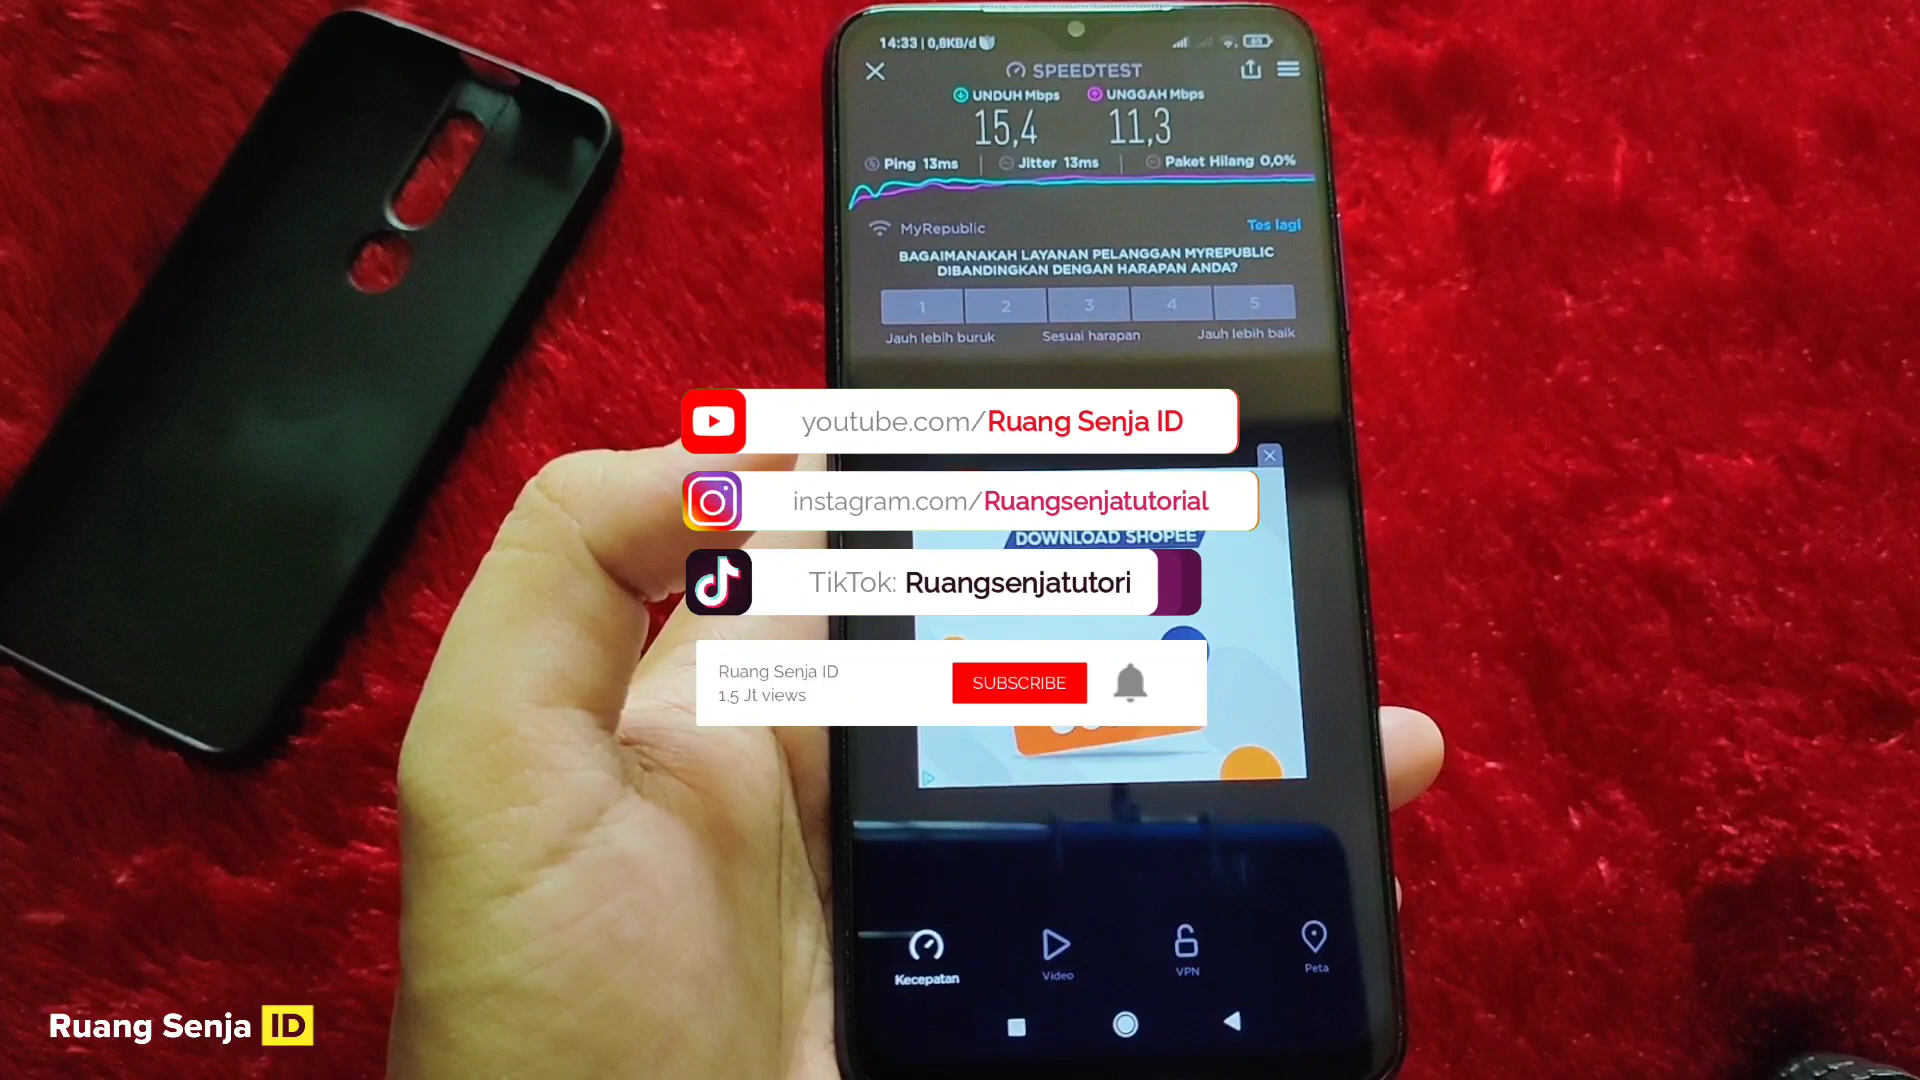 14:33 | 0,8KB/d
SPEEDTEST
UNDUH Mbps
UNGGAH Mbps
15,4
11,3
Ping 13ms
Jitter 13ms
Paket Hilang 0,0%
MyRepublic
Tes lagi
BAGAIMANAKAH LAYANAN PELANGGAN MYREPUBLIC
DIBANDINGKAN DENGAN HARAPAN ANDA?
1 2 3 4 5
Jauh lebih buruk
Sesuai harapan
Jauh lebih baik
youtube.com/Ruang Senja ID
instagram.com/Ruangsenjatutorial
DOWNLOAD SHOPEE
TikTok: Ruangsenjatutori
Ruang Senja ID
1,5 Jt views
SUBSCRIBE
Kecepatan
Video
VPN
Peta
Ruang Senja ID